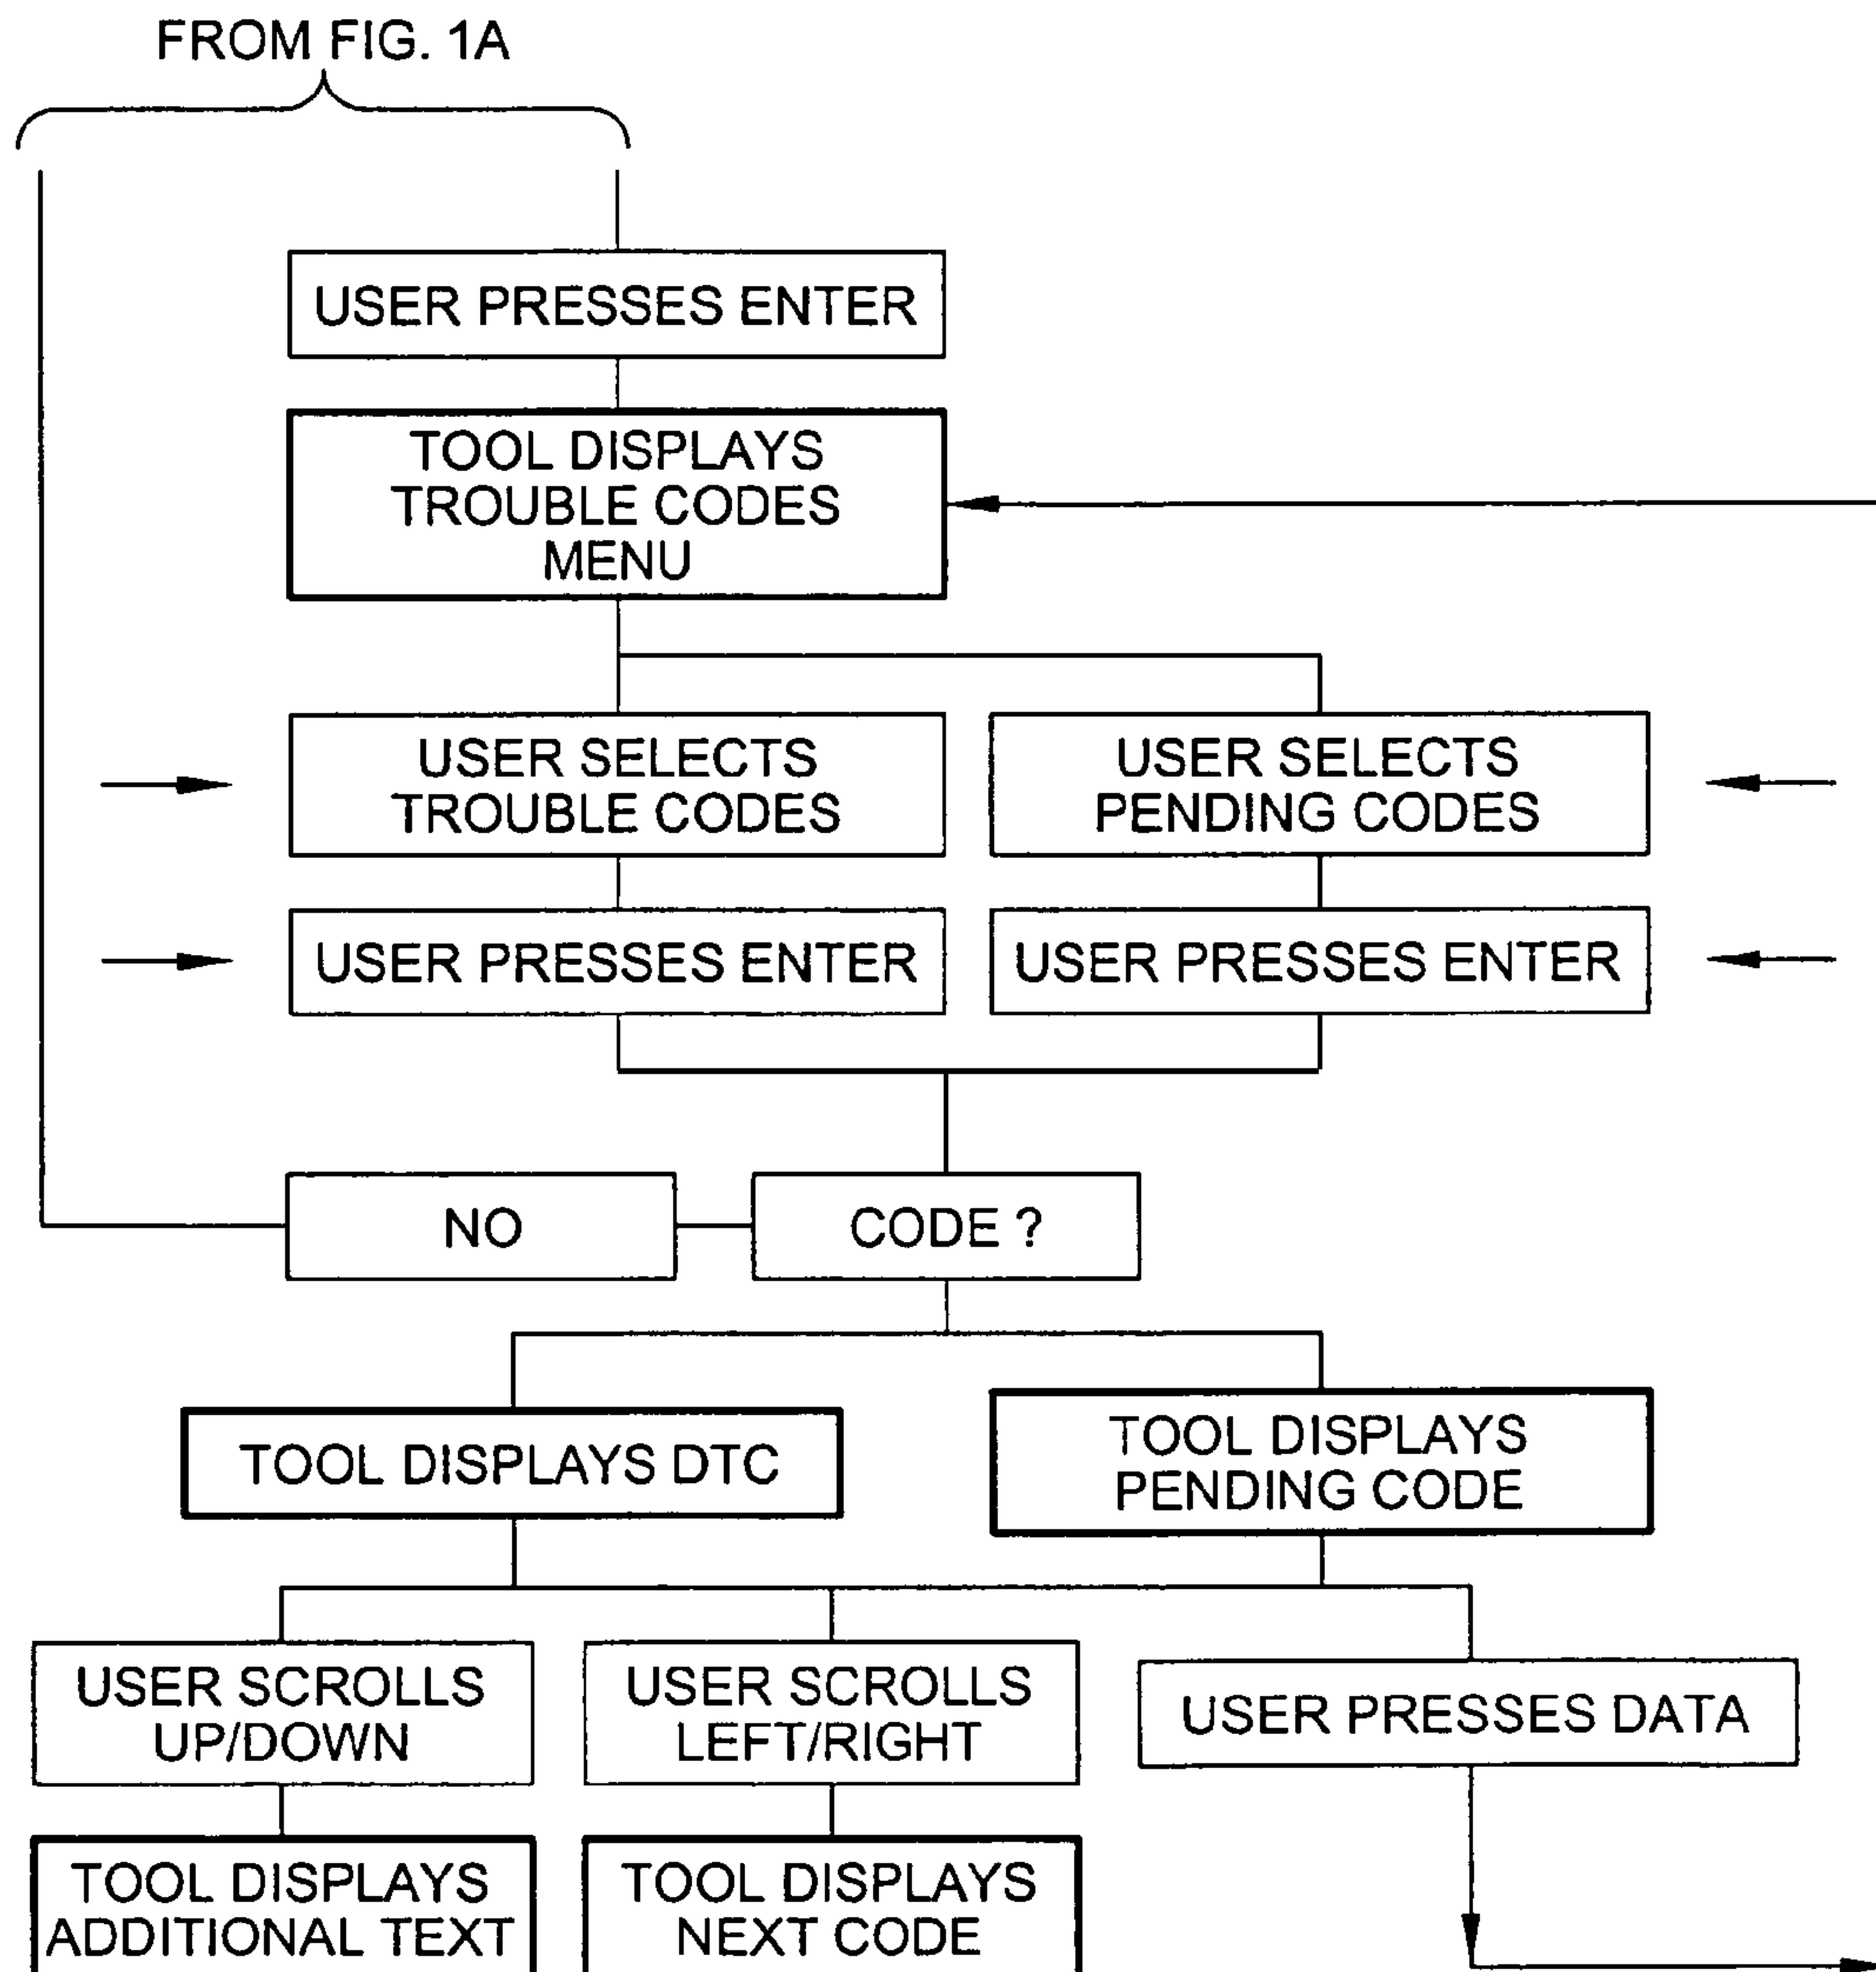 FROM FIG. 1A
USER PRESSES ENTER
TOOL DISPLAYS
TROUBLE CODES
MENU
USER SELECTS
TROUBLE CODES
USER SELECTS
PENDING CODES
USER PRESSES ENTER
USER PRESSES ENTER
NO
CODE ?
TOOL DISPLAYS DTC
TOOL DISPLAYS
PENDING CODE
USER SCROLLS
UP/DOWN
USER SCROLLS
LEFT/RIGHT
USER PRESSES DATA
TOOL DISPLAYS
ADDITIONAL TEXT
TOOL DISPLAYS
NEXT CODE